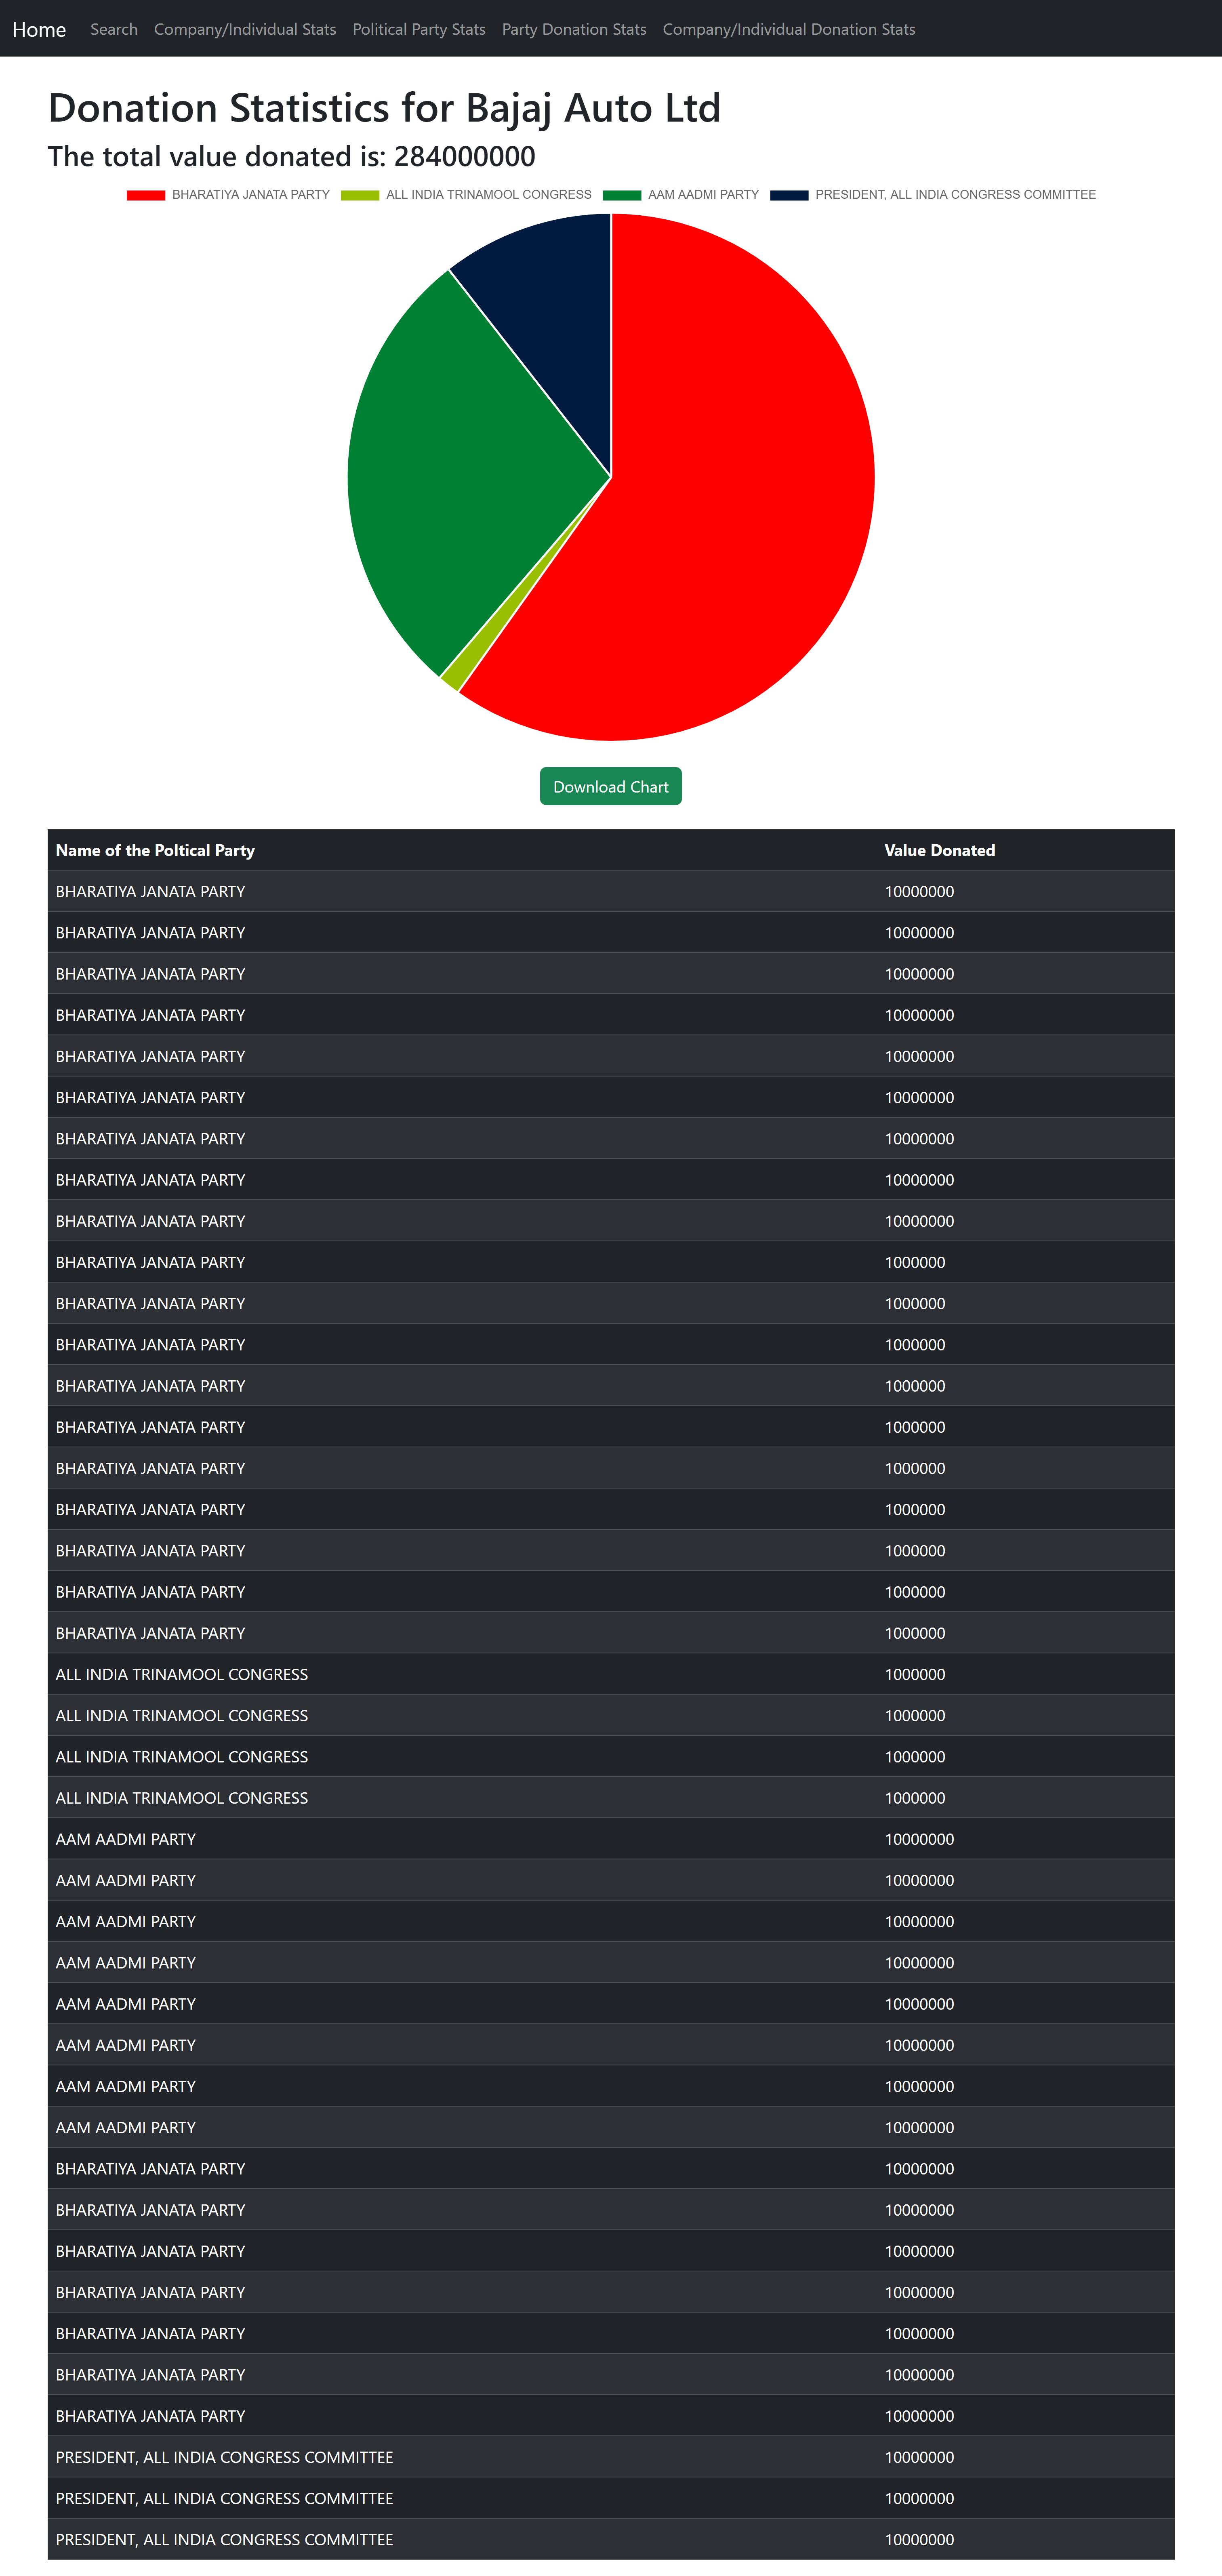 Home Search Company/Individual Stats Political Party Stats Party Donation Stats Company/Individual Donation Stats
Donation Statistics for Bajaj Auto Ltd
The total value donated is: 284000000
BHARATIYA JANATA PARTY ALL INDIA TRINAMOOL CONGRESS AAM AADMI PARTY PRESIDENT, ALL INDIA CONGRESS COMMITTEE
Download Chart
Name of the Poltical Party Value Donated
BHARATIYA JANATA PARTY 10000000
BHARATIYA JANATA PARTY 10000000
BHARATIYA JANATA PARTY 10000000
BHARATIYA JANATA PARTY 10000000
BHARATIYA JANATA PARTY 10000000
BHARATIYA JANATA PARTY 10000000
BHARATIYA JANATA PARTY 10000000
BHARATIYA JANATA PARTY 10000000
BHARATIYA JANATA PARTY 10000000
BHARATIYA JANATA PARTY 1000000
BHARATIYA JANATA PARTY 1000000
BHARATIYA JANATA PARTY 1000000
BHARATIYA JANATA PARTY 1000000
BHARATIYA JANATA PARTY 1000000
BHARATIYA JANATA PARTY 1000000
BHARATIYA JANATA PARTY 1000000
BHARATIYA JANATA PARTY 1000000
BHARATIYA JANATA PARTY 1000000
BHARATIYA JANATA PARTY 1000000
ALL INDIA TRINAMOOL CONGRESS 1000000
ALL INDIA TRINAMOOL CONGRESS 1000000
ALL INDIA TRINAMOOL CONGRESS 1000000
ALL INDIA TRINAMOOL CONGRESS 1000000
AAM AADMI PARTY 10000000
AAM AADMI PARTY 10000000
AAM AADMI PARTY 10000000
AAM AADMI PARTY 10000000
AAM AADMI PARTY 10000000
AAM AADMI PARTY 10000000
AAM AADMI PARTY 10000000
AAM AADMI PARTY 10000000
BHARATIYA JANATA PARTY 10000000
BHARATIYA JANATA PARTY 10000000
BHARATIYA JANATA PARTY 10000000
BHARATIYA JANATA PARTY 10000000
BHARATIYA JANATA PARTY 10000000
BHARATIYA JANATA PARTY 10000000
BHARATIYA JANATA PARTY 10000000
PRESIDENT, ALL INDIA CONGRESS COMMITTEE 10000000
PRESIDENT, ALL INDIA CONGRESS COMMITTEE 10000000
PRESIDENT, ALL INDIA CONGRESS COMMITTEE 10000000